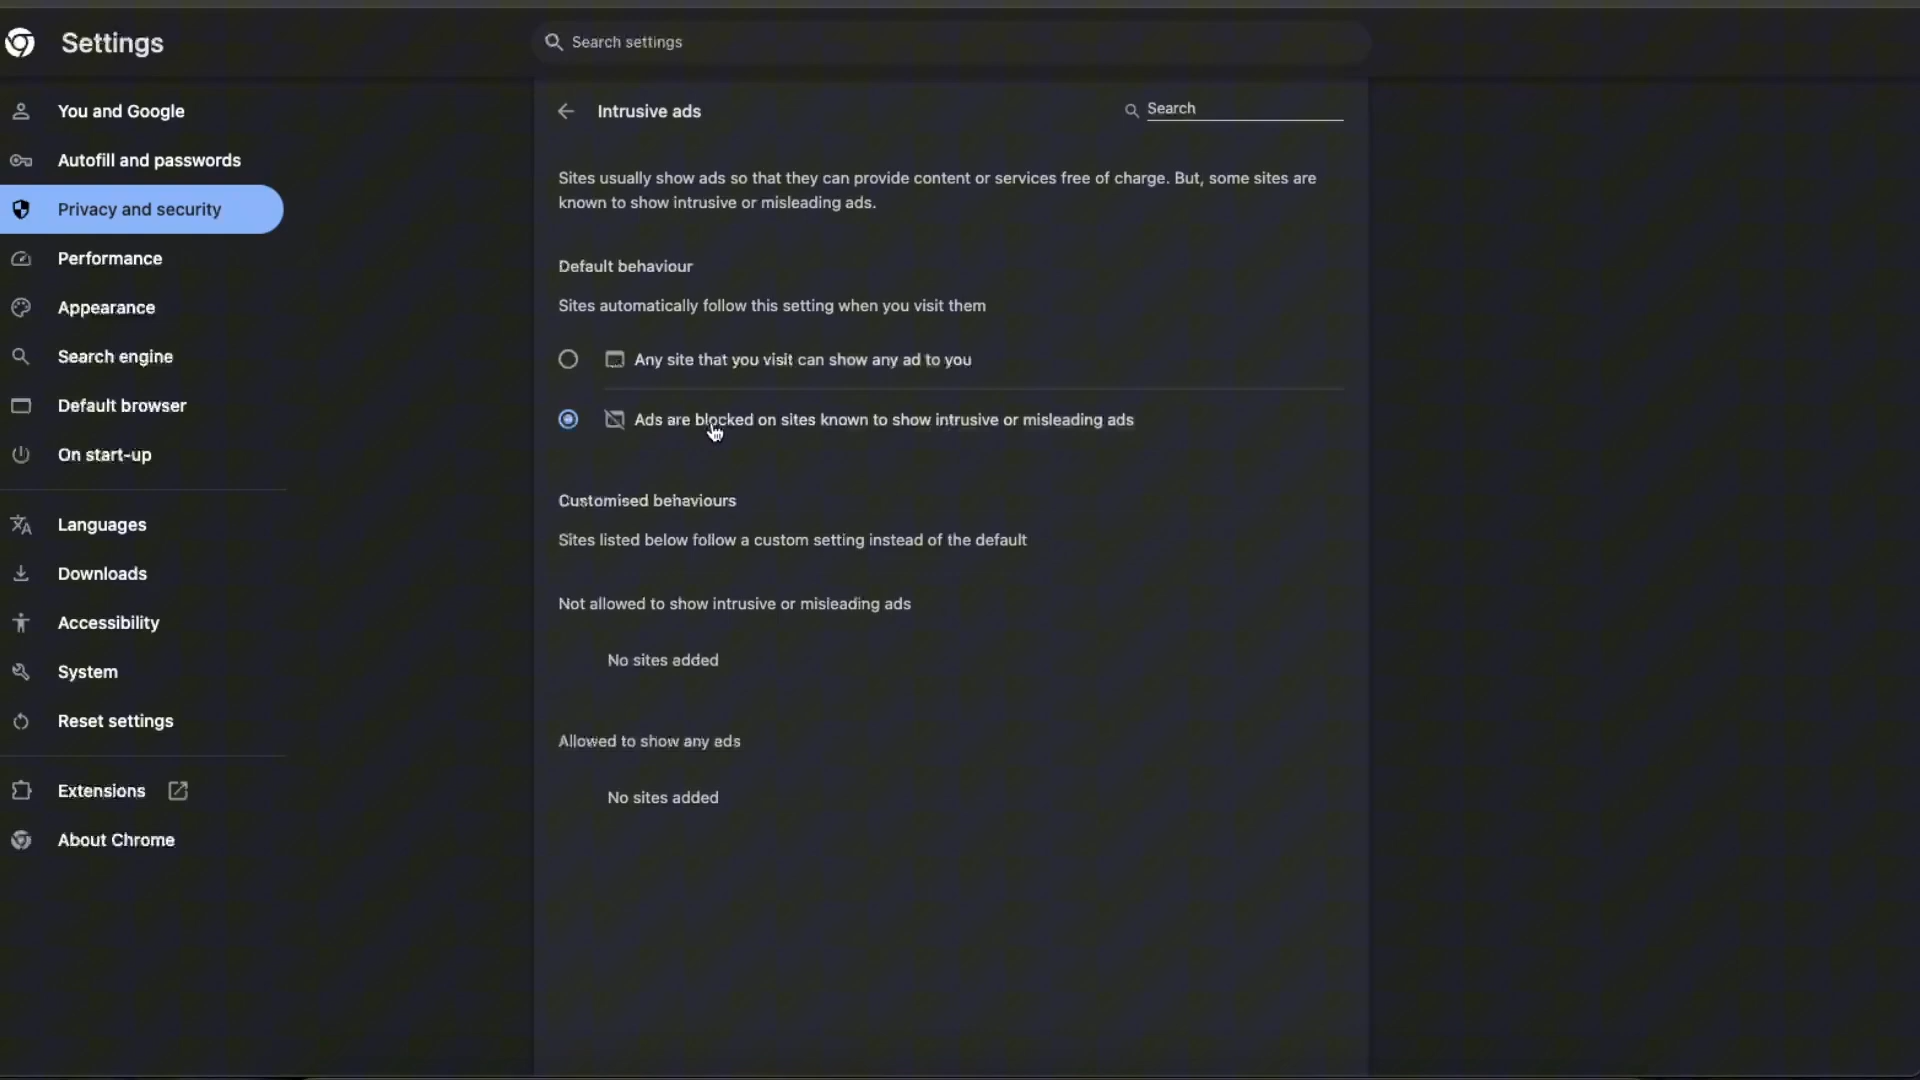 Settings
Search settings
You and Google
Autofill and passwords
Privacy and security
Performance
Appearance
Search engine
Default browser
On start-up
Languages
Downloads
Accessibility
System
Reset settings
Extensions
About Chrome
Intrusive ads
Search
Sites usually show ads so that they can provide content or services free of charge. But, some sites are
known to show intrusive or misleading ads.
Default behaviour
Sites automatically follow this setting when you visit them
Any site that you visit can show any ad to you
Ads are blocked on sites known to show intrusive or misleading ads
Customised behaviours
Sites listed below follow a custom setting instead of the default
Not allowed to show intrusive or misleading ads
No sites added
Allowed to show any ads
No sites added